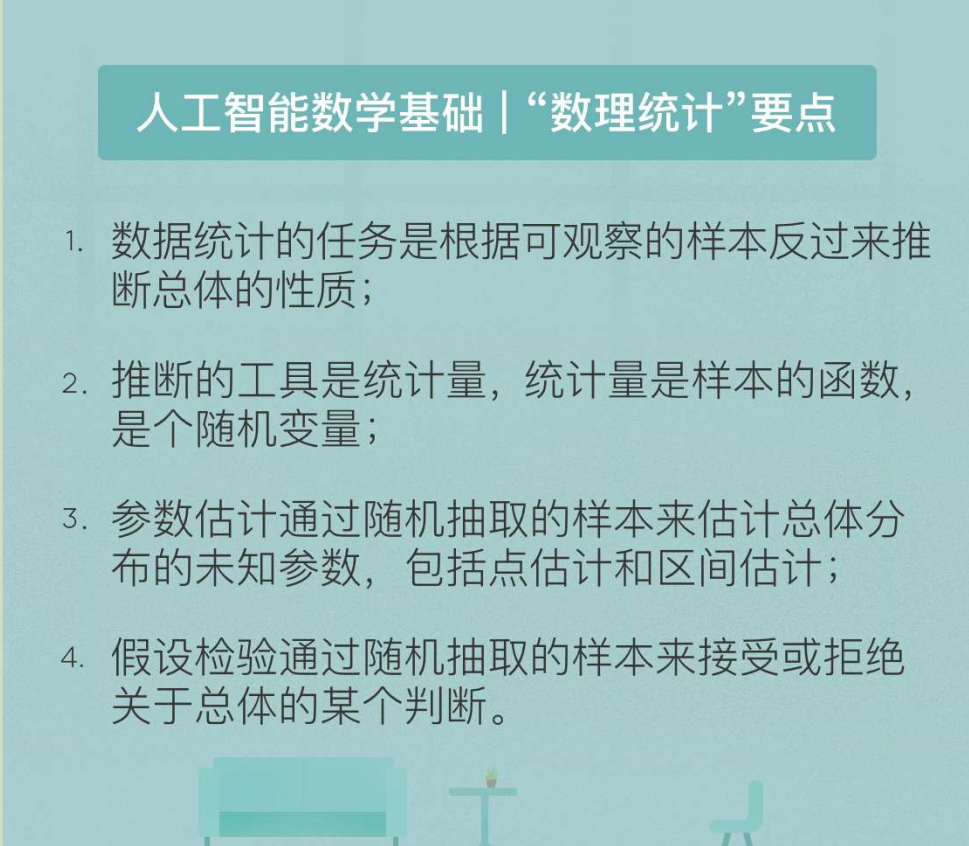 人工智能数学基础|“数理统计”要点
1. 数据统计的任务是根据可观察的样本反过来推
断总体的性质；
2. 推断的工具是统计量，统计量是样本的函数，
是个随机变量；
3. 参数估计通过随机抽取的样本来估计总体分
布的未知参数，包括点估计和区间估计；
4. 假设检验通过随机抽取的样本来接受或拒绝
关于总体的某个判断。